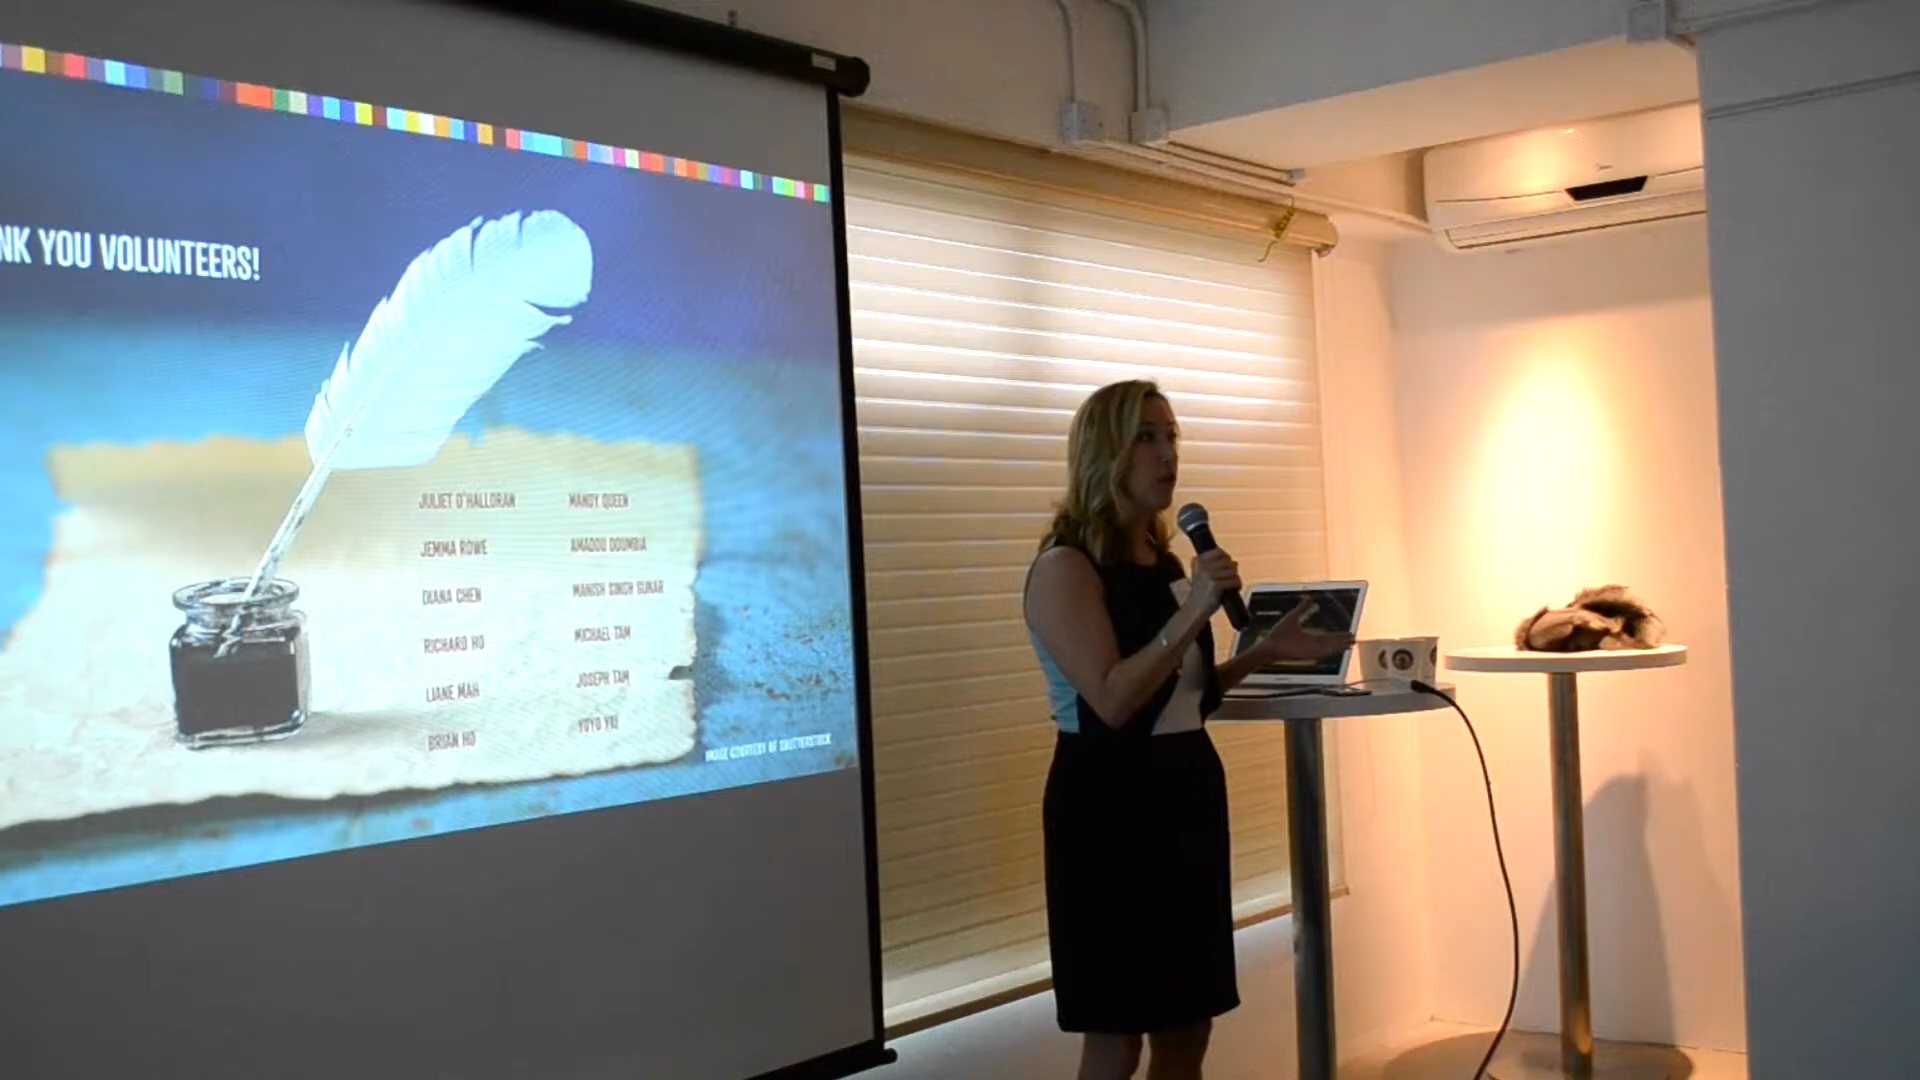 NK YOU VOLUNTEERS!
JULIET O'HALLORAN
JEMMA ROWE
DIANA CHEN
RICHARD HO
LIANE MAH
BRIAN HO
MANDY QUEEN
AMADOU DOUMBIA
MANISH SINGH SUNAR
MICHAEL TAM
JOSEPH TAM
YOYO YIU
IMAGE COURTESY OF SHUTTERSTOCK